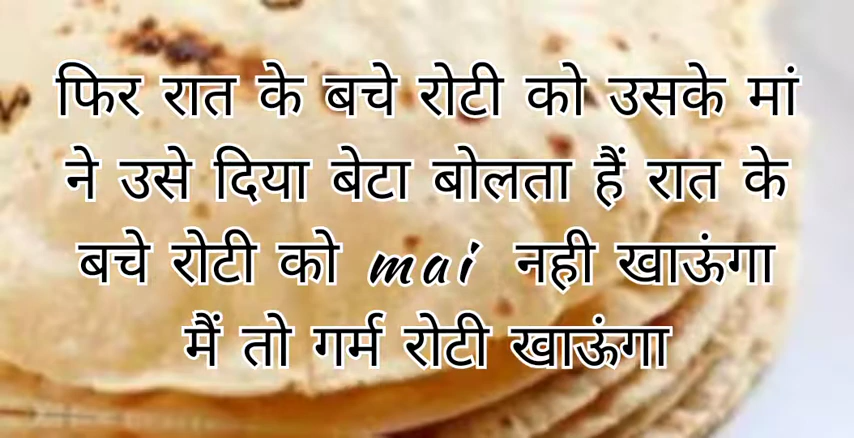 फिर रात के बचे रोटी को उसके मां
ने उसे दिया बेटा बोलता हैं रात के
बचे रोटी को mai नही खाऊंगा
मैं तो गर्म रोटी खाऊंगा